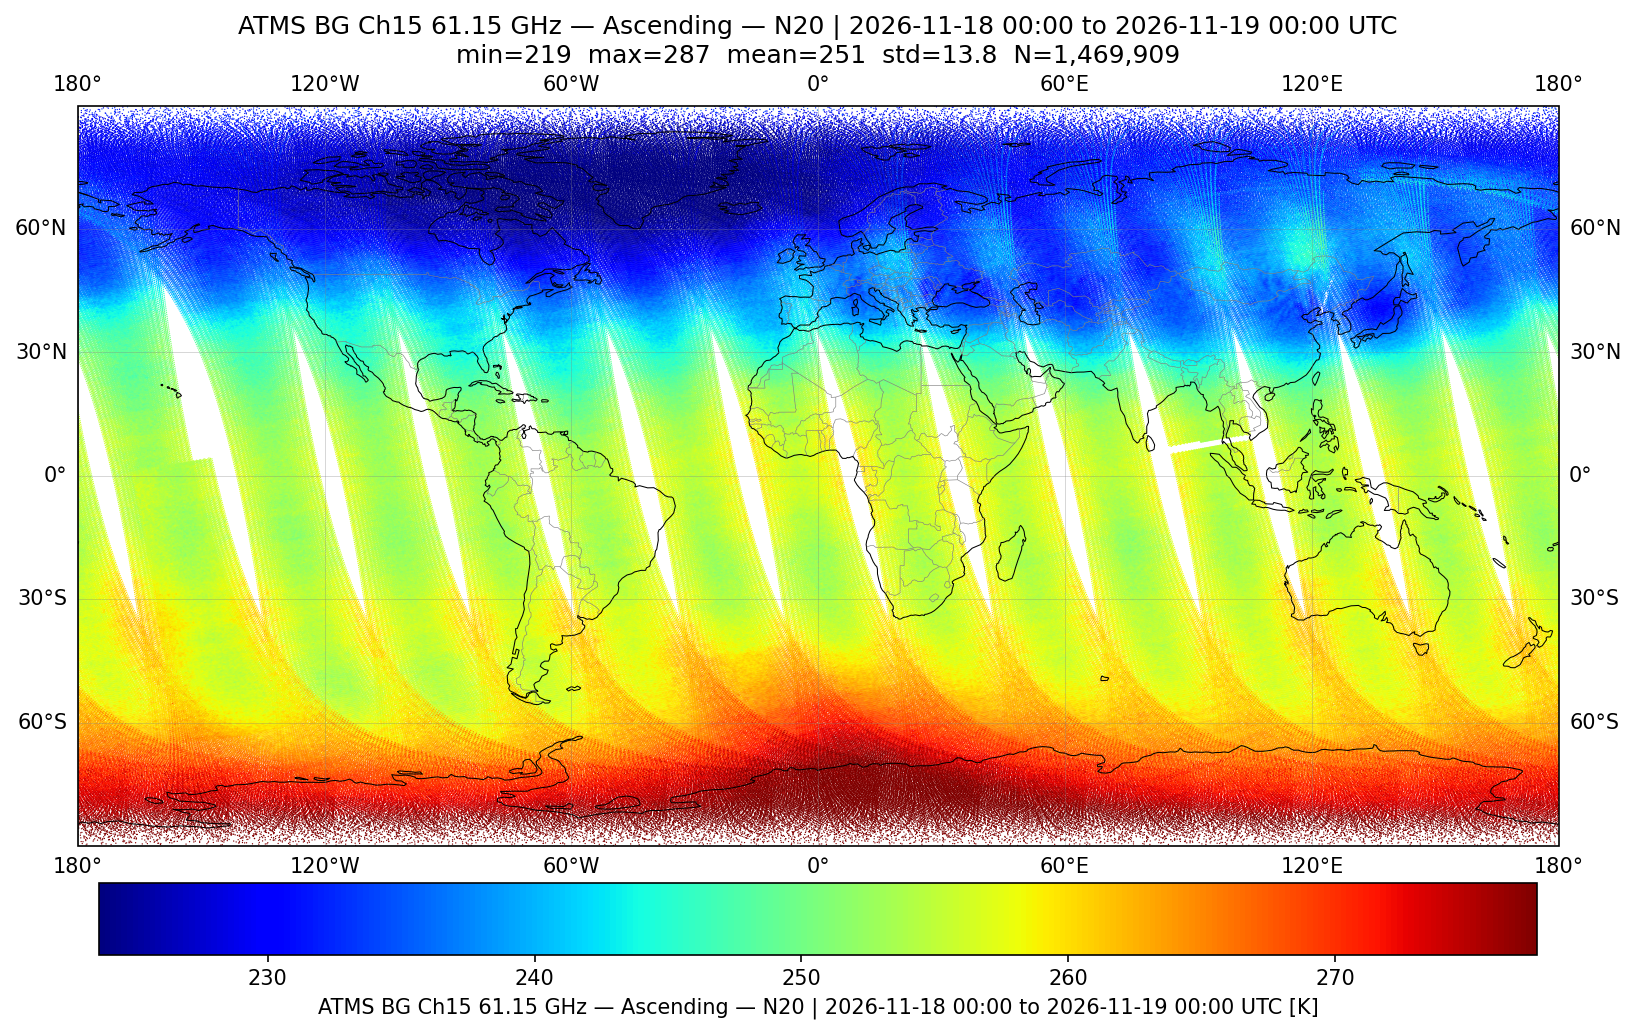 ATMS BG Ch15 61.15 GHz — Ascending — N20 | 2026-11-18 00:00 to 2026-11-19 00:00 UTC
min=219  max=287  mean=251  std=13.8  N=1,469,909
180° 120°W 60°W 0° 60°E 120°E 180°
60°N 60°N
30°N 30°N
0° 0°
30°S 30°S
60°S 60°S
180° 120°W 60°W 0° 60°E 120°E 180°
230 240 250 260 270
ATMS BG Ch15 61.15 GHz — Ascending — N20 | 2026-11-18 00:00 to 2026-11-19 00:00 UTC [K]